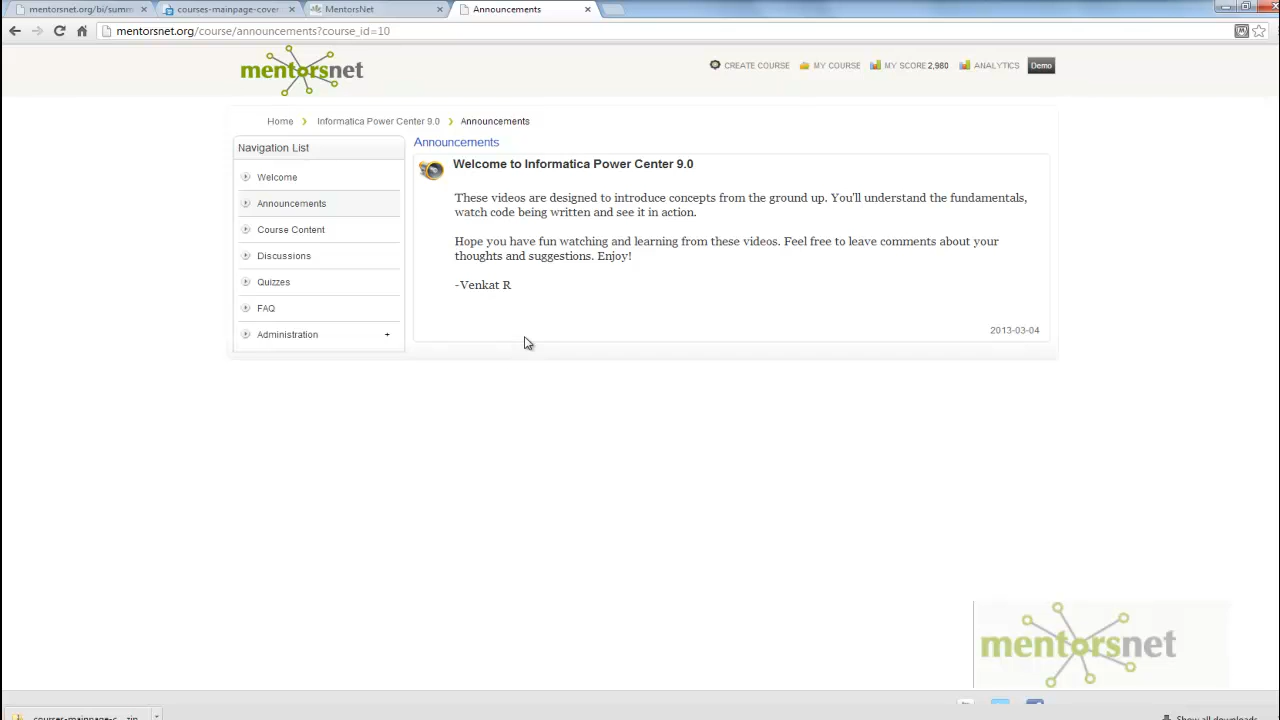 mentorsnet.org/bi/summ
courses-mainpage-cover
MentorsNet
Announcements
mentorsnet.org/course/announcements?course_id=10
mentorsnet
CREATE COURSE
MY COURSE
MY SCORE 2,980
ANALYTICS
Demo
Home
Informatica Power Center 9.0
Announcements
Navigation List
Welcome
Announcements
Course Content
Discussions
Quizzes
FAQ
Administration +
Announcements
Welcome to Informatica Power Center 9.0
These videos are designed to introduce concepts from the ground up. You'll understand the fundamentals,
watch code being written and see it in action.
Hope you have fun watching and learning from these videos. Feel free to leave comments about your
thoughts and suggestions. Enjoy!
-Venkat R
2013-03-04
mentorsnet
courses-mainpage-c....zip
Show all downloads